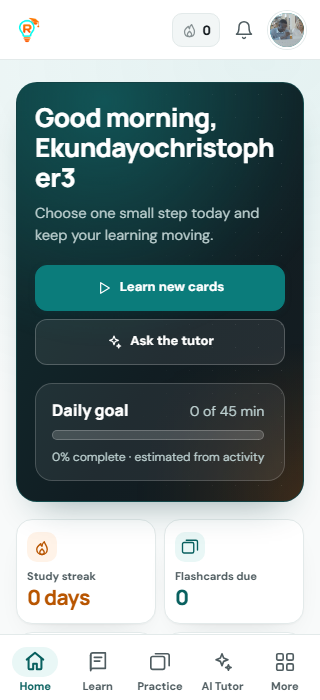 R
0
Good morning,
Ekundayochristoph
er3
Choose one small step today and
keep your learning moving.
Learn new cards
Ask the tutor
Daily goal
0 of 45 min
0% complete · estimated from activity
Study streak
0 days
Flashcards due
0
Home
Learn
Practice
AI Tutor
More